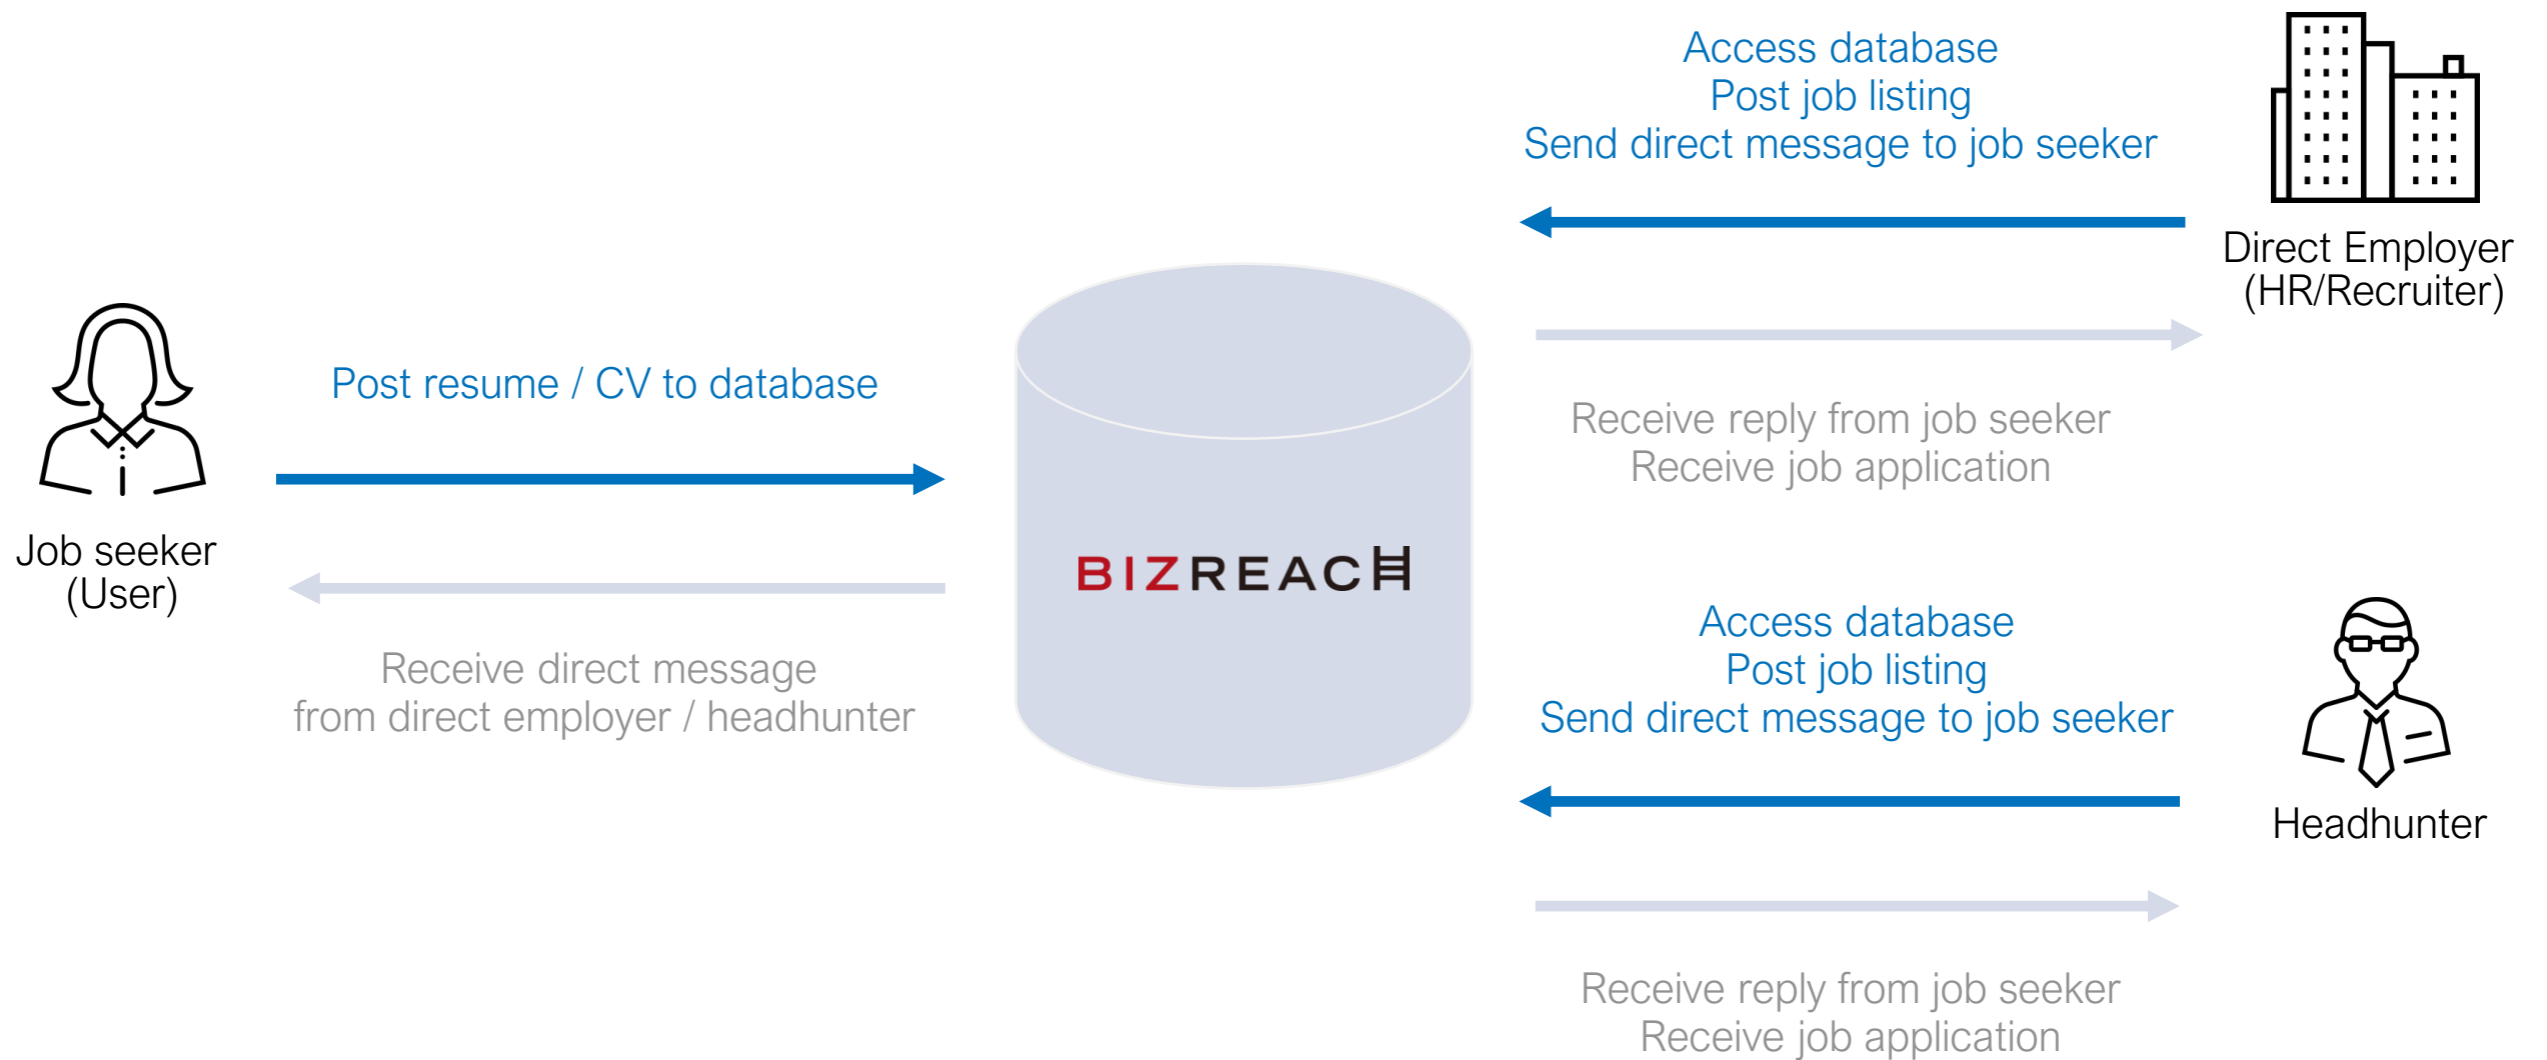 Post resume / CV to database
Job seeker
(User)
Receive direct message
from direct employer / headhunter
BIZREACH
Access database
Post job listing
Send direct message to job seeker
Direct Employer
(HR/Recruiter)
Receive reply from job seeker
Receive job application
Access database
Post job listing
Send direct message to job seeker
Headhunter
Receive reply from job seeker
Receive job application